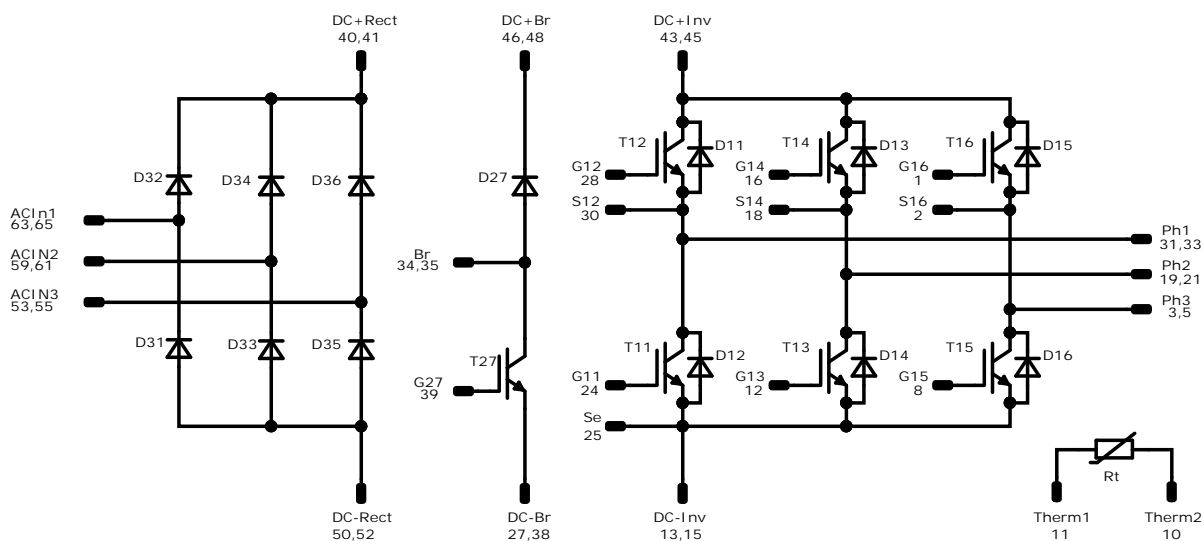 DC+Rect
40,41
DC+Br
46,48
DC+Inv
43,45
D32
D34
D36
ACIn1
63,65
ACIN2
59,61
ACIN3
53,55
D31
D33
D35
DC-Rect
50,52
D27
Br
34,35
T27
G27
39
DC-Br
27,38
T12
D11
G12
28
S12
30
T14
D13
G14
16
S14
18
T16
D15
G16
1
S16
2
Ph1
31,33
Ph2
19,21
Ph3
3,5
T11
D12
G11
24
T13
D14
G13
12
T15
D16
G15
8
Se
25
DC-Inv
13,15
Rt
Therm1
11
Therm2
10